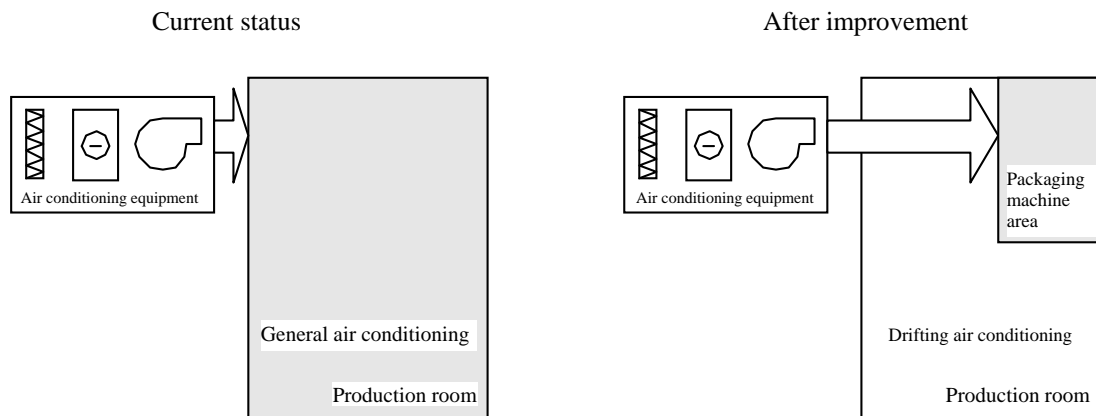 Current status
After improvement
Air conditioning equipment
General air conditioning
Production room
Air conditioning equipment
Packaging
machine
area
Drifting air conditioning
Production room